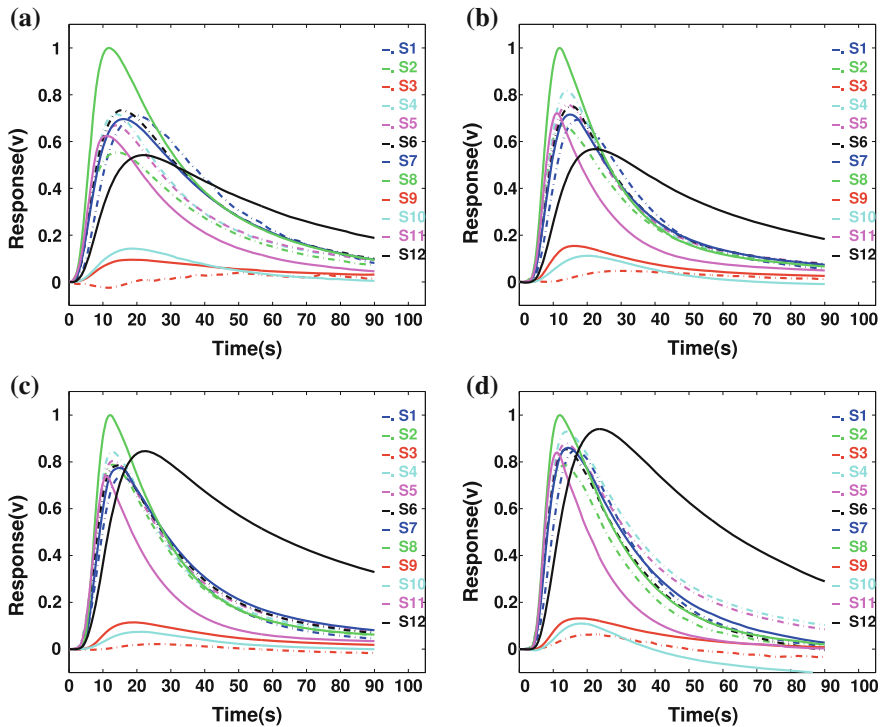 (a)
Response(v)
1
0.8
0.6
0.4
0.2
0
0 10 20 30 40 50 60 70 80 90 100
Time(s)
S1
S2
S3
S4
S5
S6
S7
S8
S9
S10
S11
S12
(b)
Response(v)
1
0.8
0.6
0.4
0.2
0
0 10 20 30 40 50 60 70 80 90 100
Time(s)
S1
S2
S3
S4
S5
S6
S7
S8
S9
S10
S11
S12
(c)
Response(v)
1
0.8
0.6
0.4
0.2
0
0 10 20 30 40 50 60 70 80 90 100
Time(s)
S1
S2
S3
S4
S5
S6
S7
S8
S9
S10
S11
S12
(d)
Response(v)
1
0.8
0.6
0.4
0.2
0
0 10 20 30 40 50 60 70 80 90 100
Time(s)
S1
S2
S3
S4
S5
S6
S7
S8
S9
S10
S11
S12